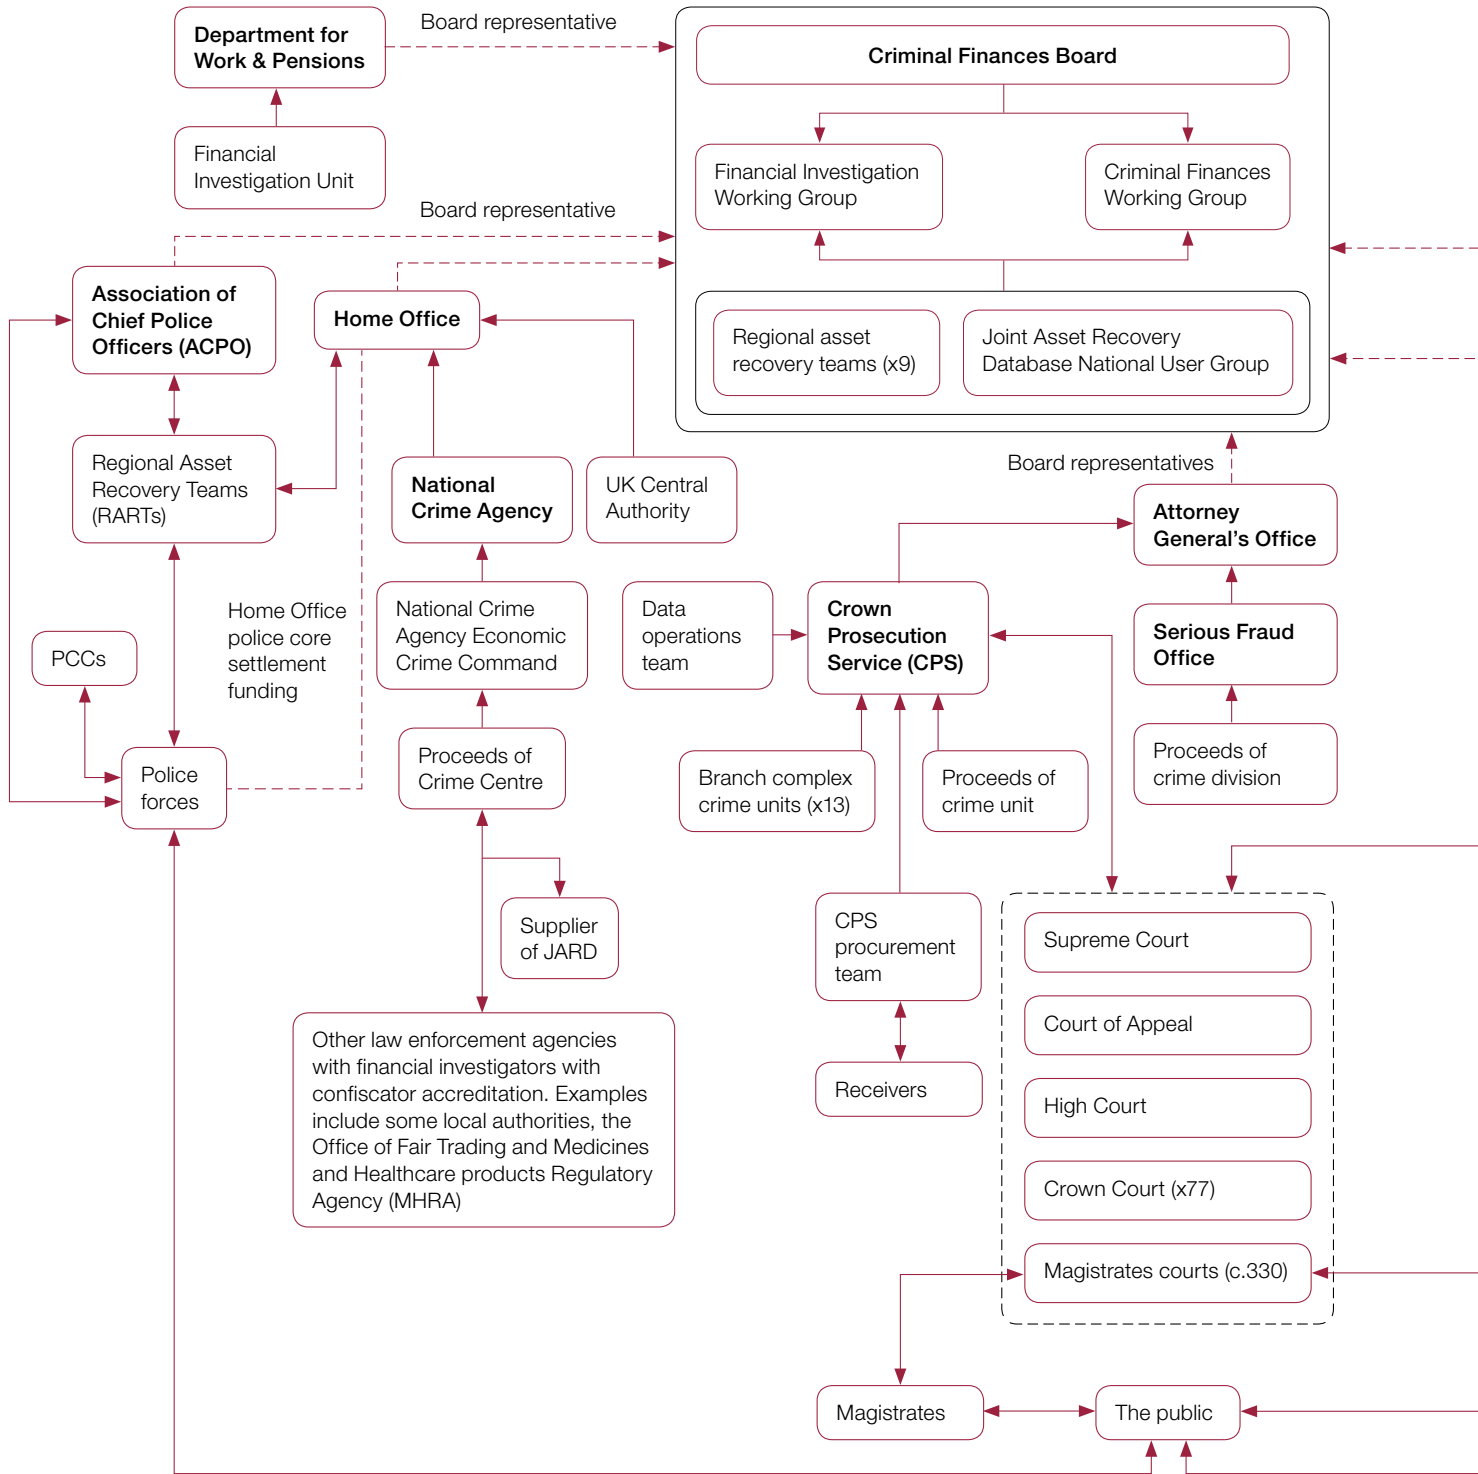 Department for
Work & Pensions
Board representative
Criminal Finances Board
Financial
Investigation Unit
Financial Investigation
Working Group
Criminal Finances
Working Group
Board representative
Association of
Chief Police
Officers (ACPO)
Home Office
Regional asset
recovery teams (x9)
Joint Asset Recovery
Database National User Group
Regional Asset
Recovery Teams
(RARTs)
National
Crime Agency
UK Central
Authority
Board representatives
Attorney
General’s Office
Home Office
police core
settlement
funding
National Crime
Agency Economic
Crime Command
Data
operations
team
Crown
Prosecution
Service (CPS)
Serious Fraud
Office
PCCs
Police
forces
Proceeds of
Crime Centre
Branch complex
crime units (x13)
Proceeds of
crime unit
Proceeds of
crime division
Supplier
of JARD
CPS
procurement
team
Supreme Court
Court of Appeal
Other law enforcement agencies
with financial investigators with
confiscator accreditation. Examples
include some local authorities, the
Office of Fair Trading and Medicines
and Healthcare products Regulatory
Agency (MHRA)
Receivers
High Court
Crown Court (x77)
Magistrates courts (c.330)
Magistrates
The public